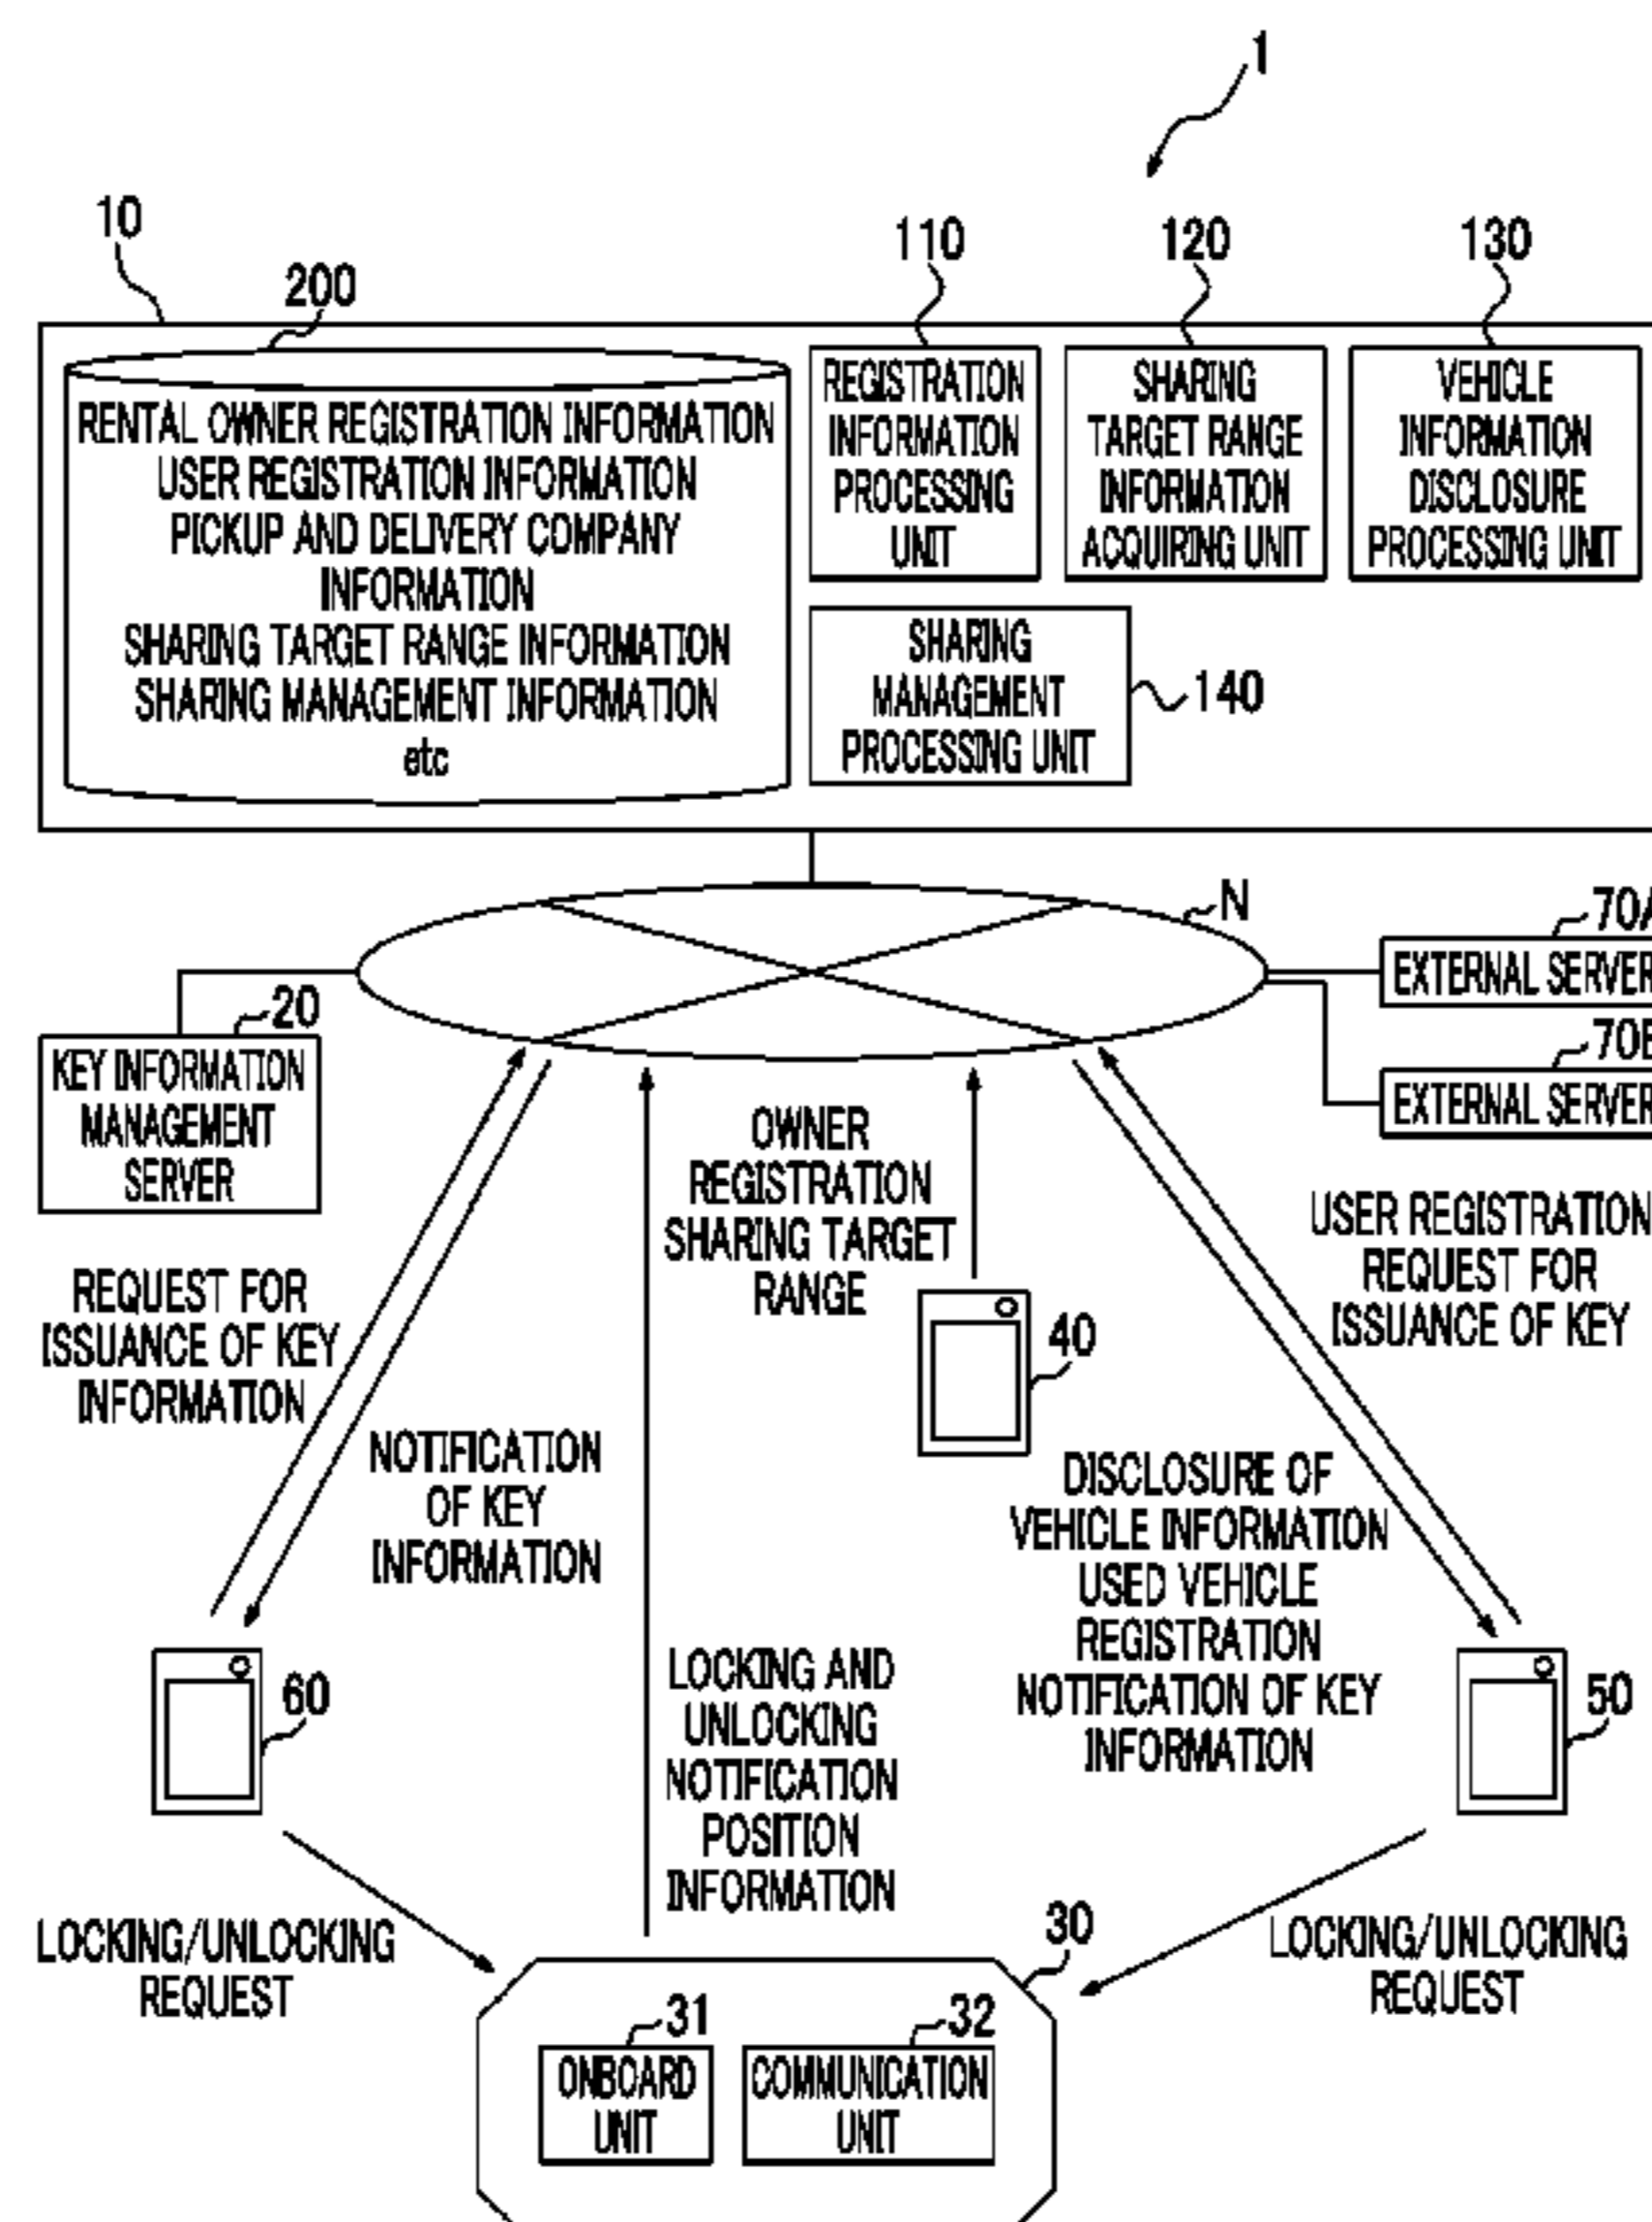 1
10
200
110
120
130
RENTAL OWNER REGISTRATION INFORMATION
USER REGISTRATION INFORMATION
PICKUP AND DELIVERY COMPANY
INFORMATION
SHARING TARGET RANGE INFORMATION
SHARING MANAGEMENT INFORMATION
etc
REGISTRATION
INFORMATION
PROCESSING
UNIT
SHARING
TARGET RANGE
INFORMATION
ACQUIRING UNIT
VEHICLE
INFORMATION
DISCLOSURE
PROCESSING UNIT
SHARING
MANAGEMENT
PROCESSING UNIT
140
N
70A
EXTERNAL SERVER
70B
EXTERNAL SERVER
20
KEY INFORMATION
MANAGEMENT
SERVER
OWNER
REGISTRATION
SHARING TARGET
RANGE
USER REGISTRATION
REQUEST FOR
ISSUANCE OF KEY
REQUEST FOR
ISSUANCE OF KEY
INFORMATION
40
NOTIFICATION
OF KEY
INFORMATION
DISCLOSURE OF
VEHICLE INFORMATION
USED VEHICLE
REGISTRATION
NOTIFICATION OF KEY
INFORMATION
60
LOCKING AND
UNLOCKING
NOTIFICATION
POSITION
INFORMATION
50
LOCKING/UNLOCKING
REQUEST
30
LOCKING/UNLOCKING
REQUEST
31
32
ONBOARD
UNIT
COMMUNICATION
UNIT